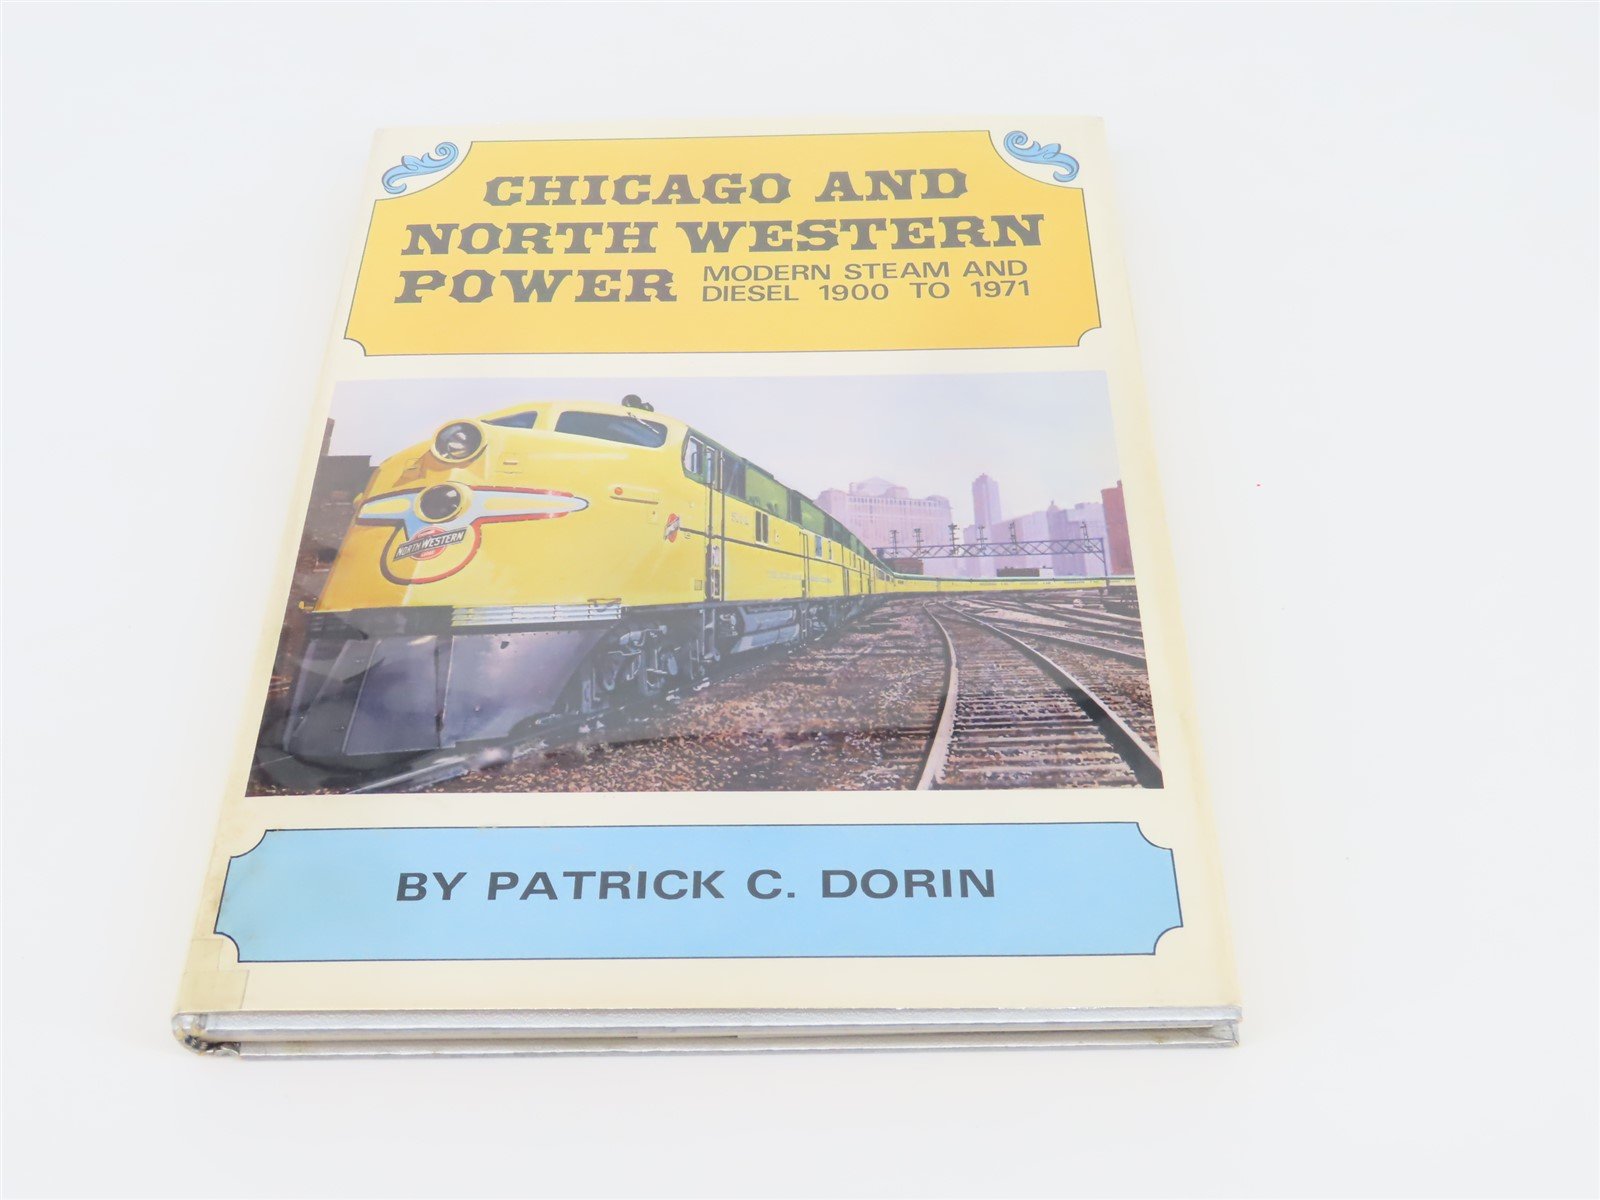 CHICAGO AND
NORTH WESTERN
POWER MODERN STEAM AND
DIESEL 1900 TO 1971
NORTH WESTERN
BY PATRICK C. DORIN